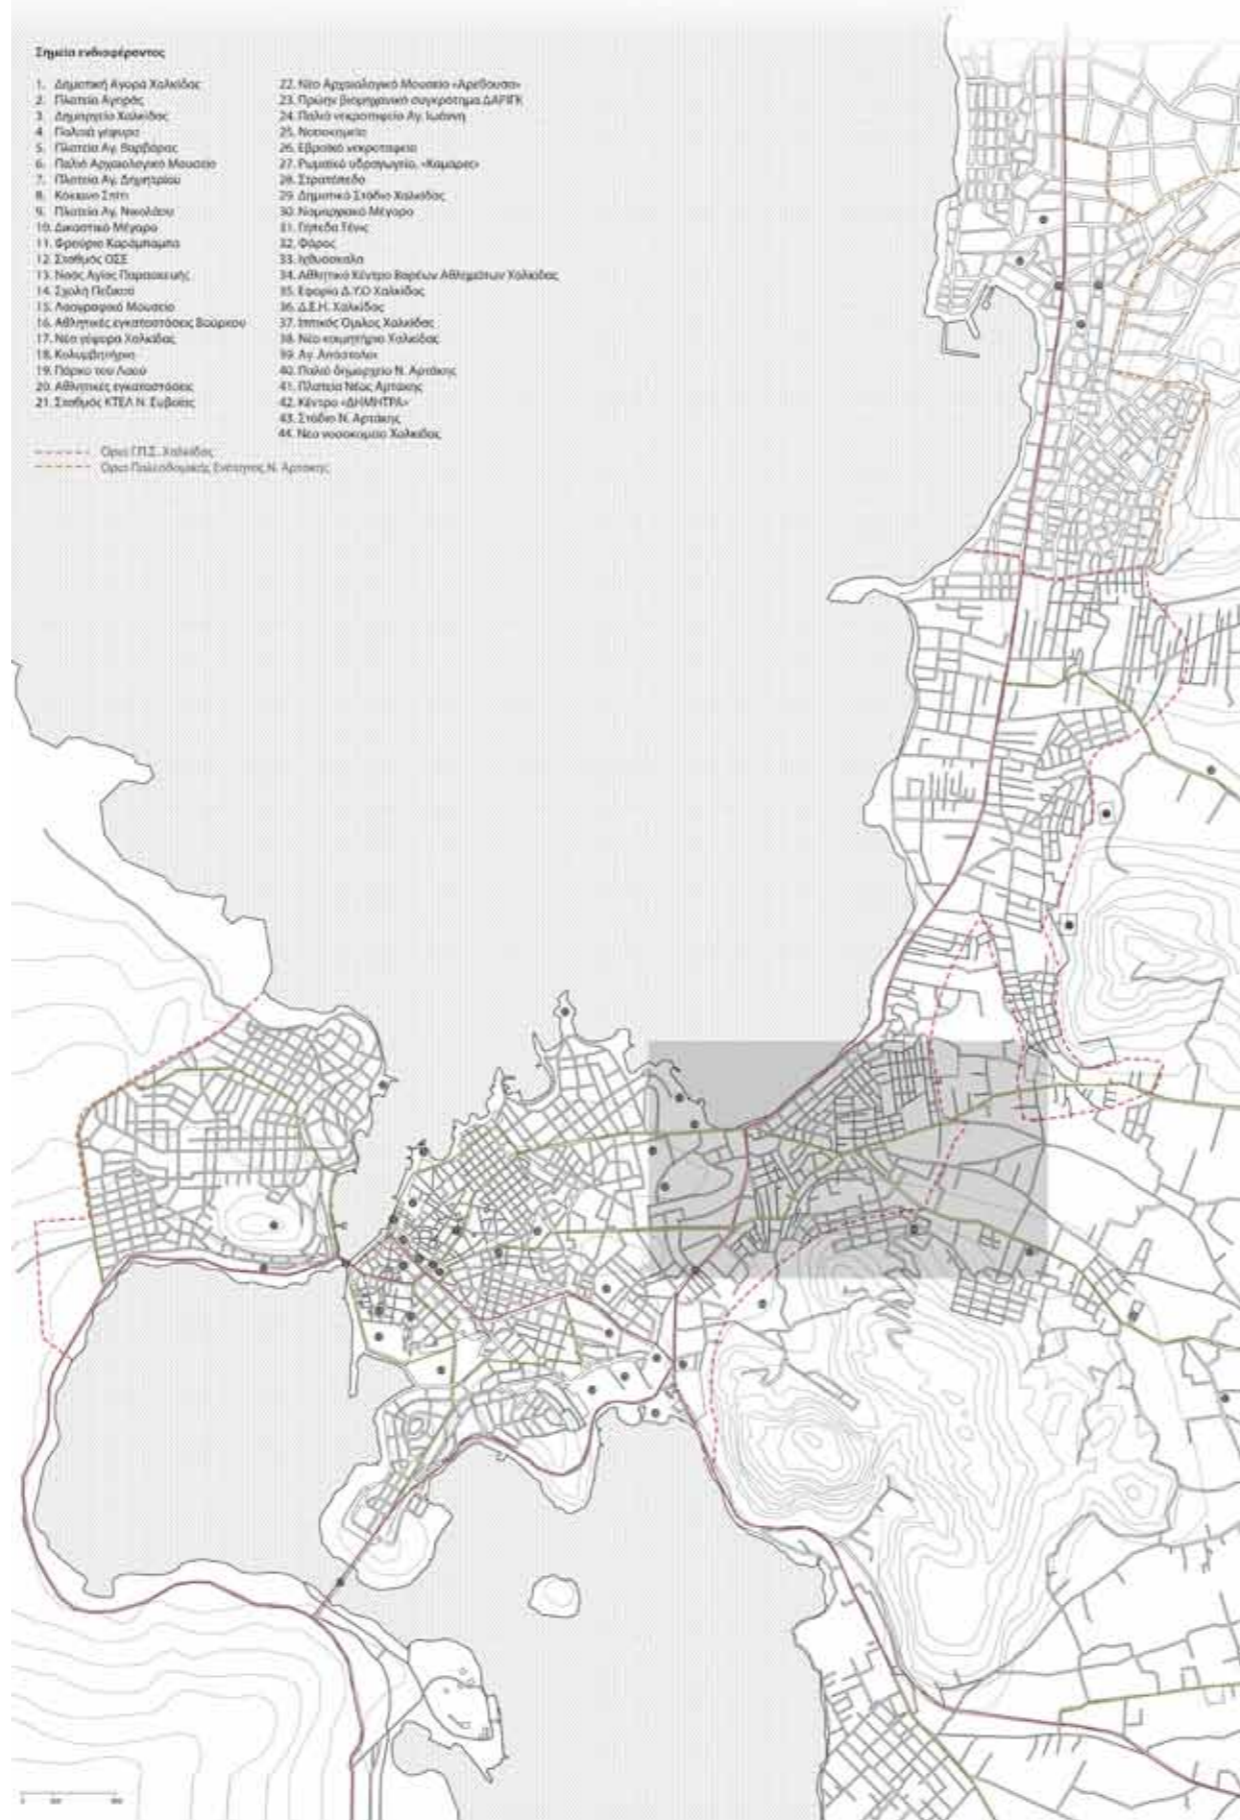 Σημεία ενδιαφέροντος
1. Δημοτική Αγορά Χαλκίδας
2. Πλατεία Αγοράς
3. Δημαρχείο Χαλκίδας
4. Παλαιά γέφυρα
5. Πλατεία Αγ. Βαρβάρας
6. Παλιό Αρχαιολογικό Μουσείο
7. Πλατεία Αγ. Δημητρίου
8. Κόκκινο Σπίτι
9. Πλατεία Αγ. Νικολάου
10. Δικαστικό Μέγαρο
11. Φρούριο Καράμπαμπα
12. Σταθμός ΟΣΕ
13. Ναός Αγίας Παρασκευής
14. Σχολή Πεζικού
15. Λαογραφικό Μουσείο
16. Αθλητικές εγκαταστάσεις Βούρκου
17. Νέα γέφυρα Χαλκίδας
18. Κολυμβητήριο
19. Πάρκο του Λαού
20. Αθλητικές εγκαταστάσεις
21. Σταθμός ΚΤΕΛ Ν. Ευβοίας
22. Νέο Αρχαιολογικό Μουσείο «Αρέθουσα»
23. Πρώην βιομηχανικό συγκρότημα ΔΑΡΙΓΚ
24. Παλιό νεκροταφείο Αγ. Ιωάννη
25. Νοσοκομείο
26. Εβραϊκό νεκροταφείο
27. Ρωμαϊκό υδραγωγείο, «Καμάρες»
28. Στρατόπεδο
29. Δημοτικό Στάδιο Χαλκίδας
30. Νομαρχιακό Μέγαρο
31. Γήπεδα Τένις
32. Φάρος
33. Ιχθυόσκαλα
34. Αθλητικό Κέντρο Βαρέων Αθλημάτων Χαλκίδας
35. Εφορία Δ.Υ.Ο Χαλκίδας
36. Δ.Ε.Η. Χαλκίδας
37. Ιππικός Όμιλος Χαλκίδας
38. Νέο κοιμητήριο Χαλκίδας
39. Αγ. Απόστολοι
40. Παλιό δημαρχείο Ν. Αρτάκης
41. Πλατεία Νέας Αρτάκης
42. Κέντρο «ΔΗΜΗΤΡΑ»
43. Στάδιο Ν. Αρτάκης
44. Νέο νοσοκομείο Χαλκίδας
Όρια Γ.Π.Σ. Χαλκίδας
Όρια Πολεοδομικής Ενότητας Ν. Αρτάκης